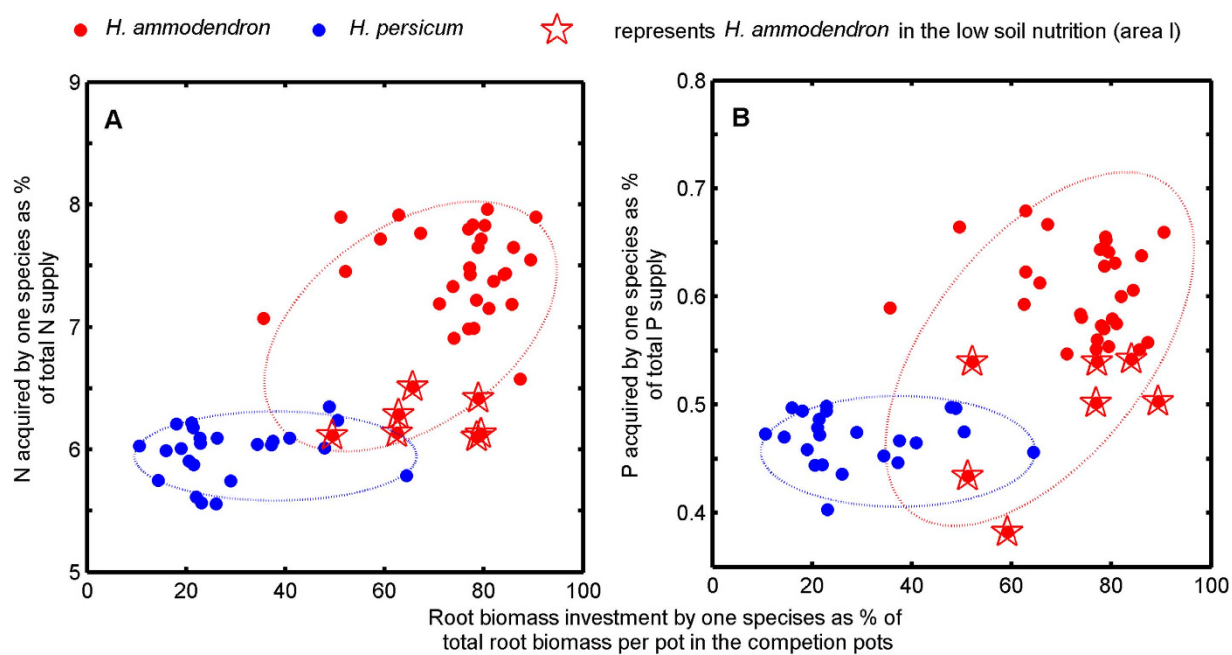 H. ammodendron H. persicum represents H. ammodendron in the low soil nutrition (area I)
A
N acquired by one species as %
of total N supply
9
8
7
6
5
0 20 40 60 80 100
B
P acquired by one species as %
of total P supply
0.8
0.7
0.6
0.5
0.4
0 20 40 60 80 100
Root biomass investment by one specises as % of
total root biomass per pot in the competion pots